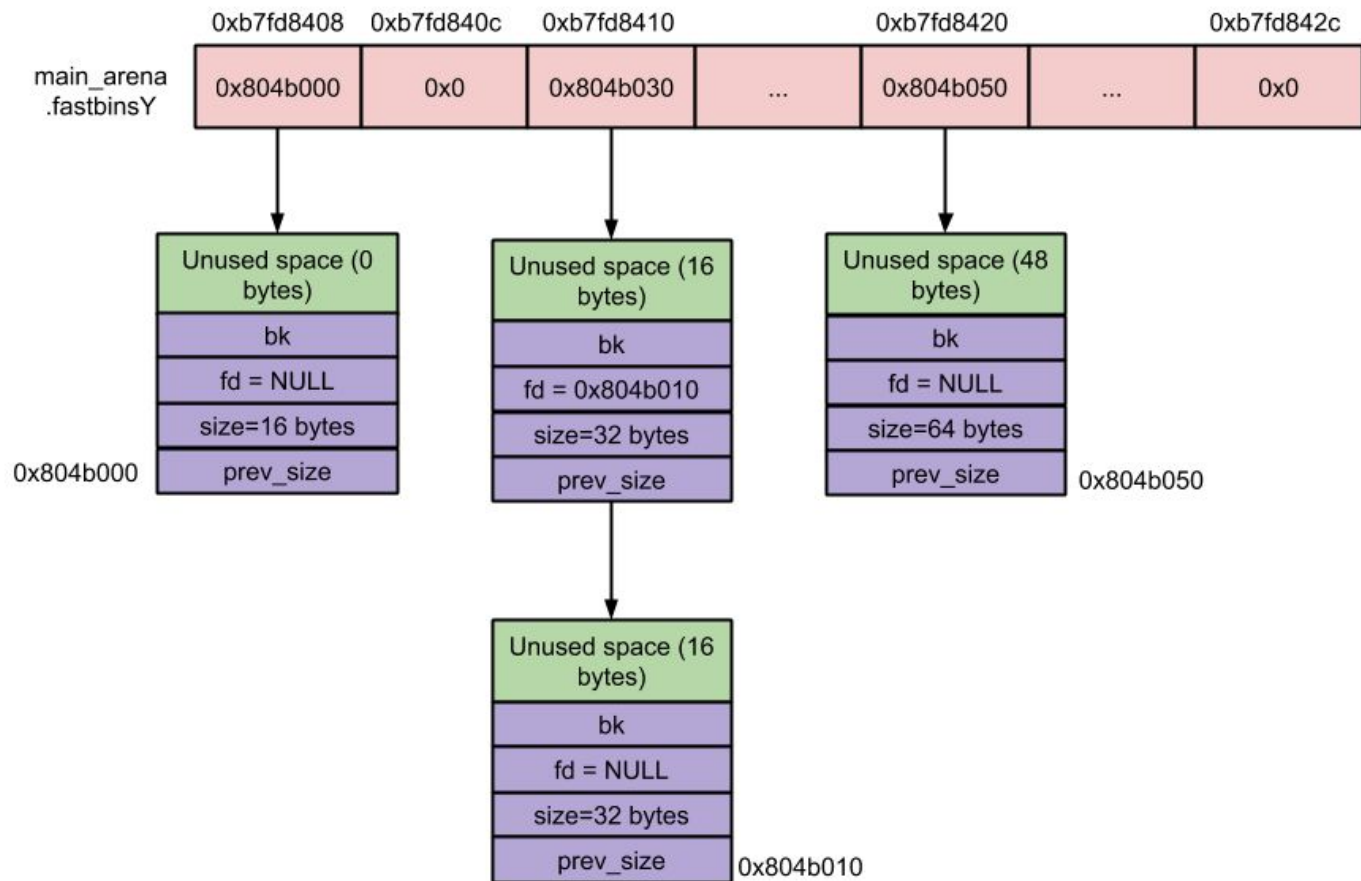 0xb7fd8408 0xb7fd840c 0xb7fd8410 0xb7fd8420 0xb7fd842c
main_arena
.fastbinsY
0x804b000 0x0 0x804b030 ... 0x804b050 ... 0x0
Unused space (0
bytes)
bk
fd = NULL
size=16 bytes
prev_size
0x804b000
Unused space (16
bytes)
bk
fd = 0x804b010
size=32 bytes
prev_size
Unused space (48
bytes)
bk
fd = NULL
size=64 bytes
prev_size
0x804b050
Unused space (16
bytes)
bk
fd = NULL
size=32 bytes
prev_size
0x804b010